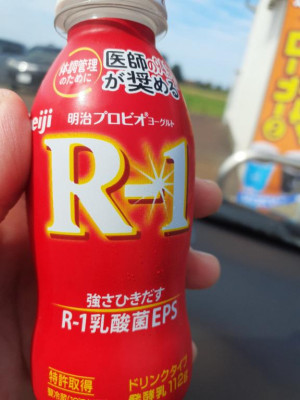 体調管理
のために
医師の
が奨める
meiji
明治プロビオヨーグルト
R-1
強さひきだす
R-1乳酸菌EPS
特許取得
ドリンクタイプ
発酵乳 112g